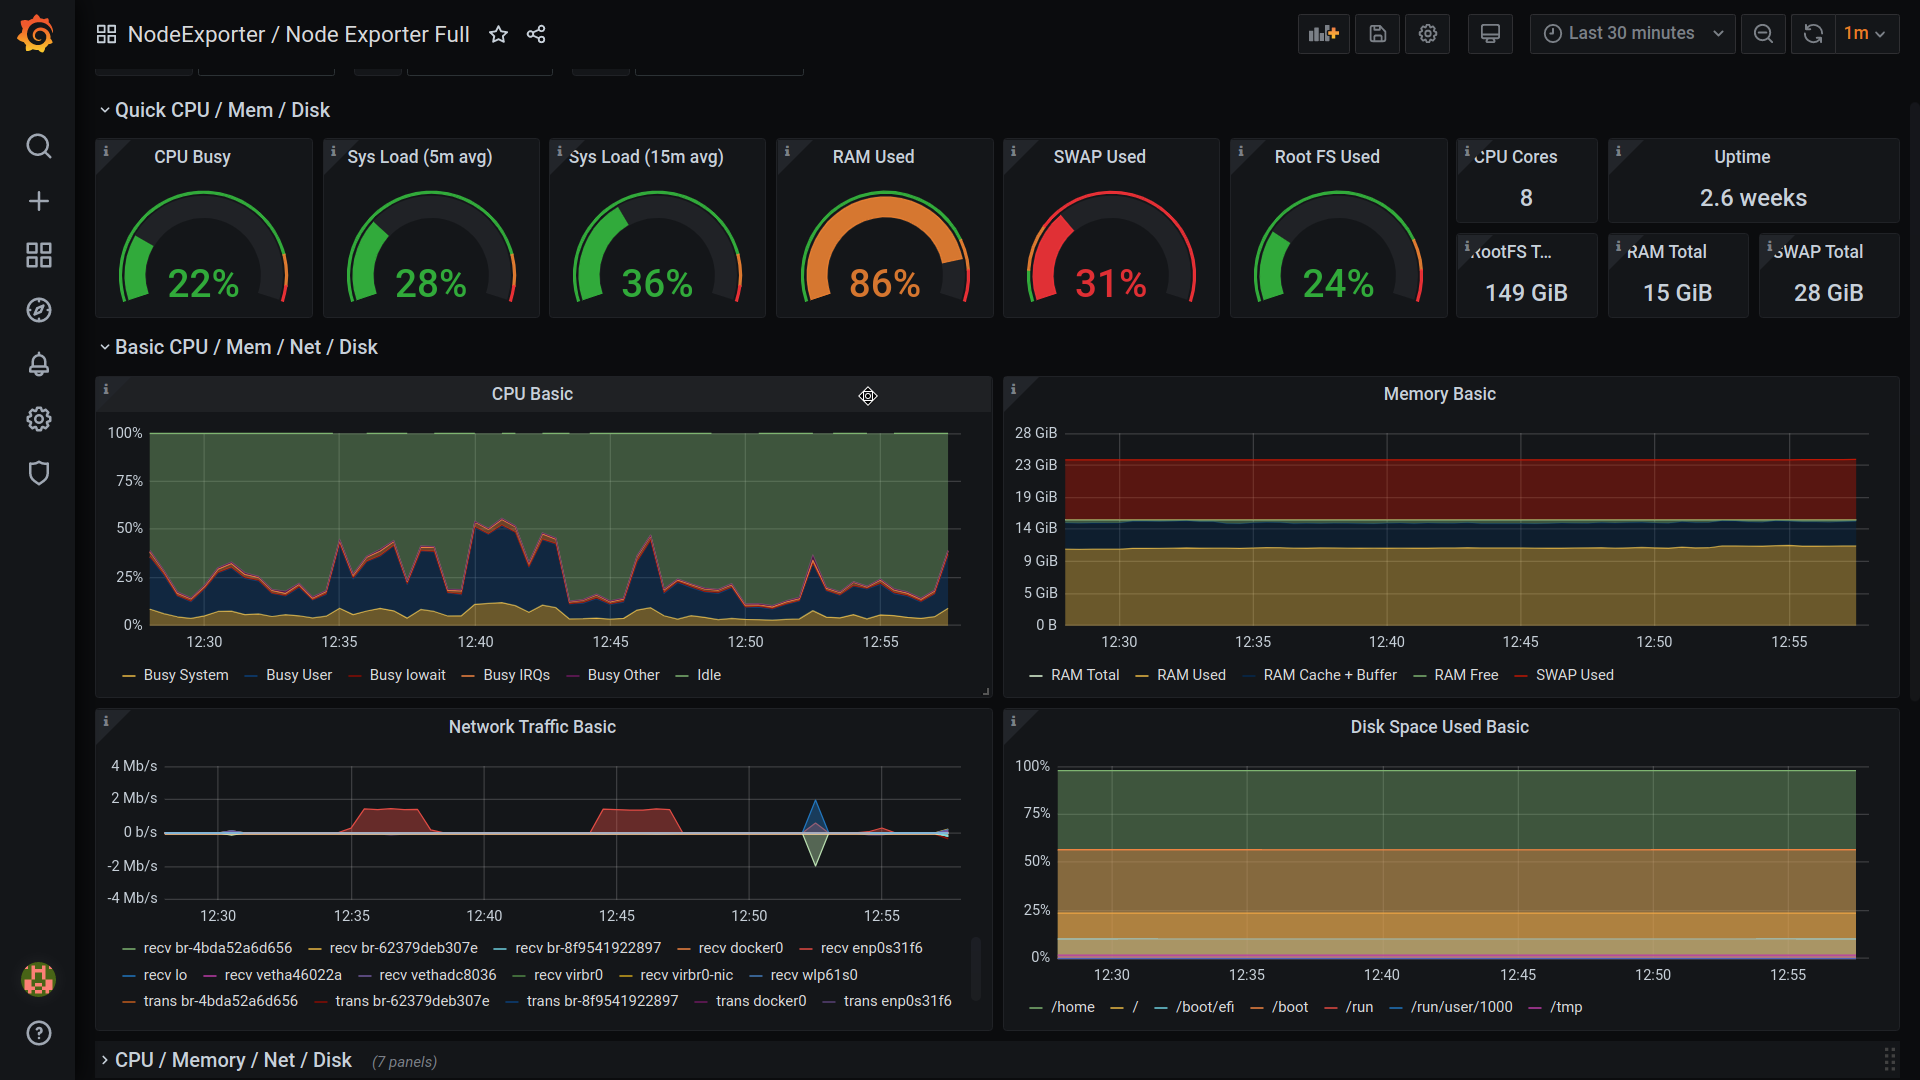 NodeExporter / Node Exporter Full
Last 30 minutes
1m
Quick CPU / Mem / Disk
CPU Busy
22%
Sys Load (5m avg)
28%
Sys Load (15m avg)
36%
RAM Used
86%
SWAP Used
31%
Root FS Used
24%
CPU Cores
8
Uptime
2.6 weeks
RootFS T...
149 GiB
RAM Total
15 GiB
SWAP Total
28 GiB
Basic CPU / Mem / Net / Disk
CPU Basic
100%
75%
50%
25%
0%
12:30 12:35 12:40 12:45 12:50 12:55
Busy System Busy User Busy Iowait Busy IRQs Busy Other Idle
Memory Basic
28 GiB
23 GiB
19 GiB
14 GiB
9 GiB
5 GiB
0 B
12:30 12:35 12:40 12:45 12:50 12:55
RAM Total RAM Used RAM Cache + Buffer RAM Free SWAP Used
Network Traffic Basic
4 Mb/s
2 Mb/s
0 b/s
-2 Mb/s
-4 Mb/s
12:30 12:35 12:40 12:45 12:50 12:55
recv br-4bda52a6d656 recv br-62379deb307e recv br-8f9541922897 recv docker0 recv enp0s31f6
recv lo recv vetha46022a recv vethadc8036 recv virbr0 recv virbr0-nic recv wlp61s0
trans br-4bda52a6d656 trans br-62379deb307e trans br-8f9541922897 trans docker0 trans enp0s31f6
Disk Space Used Basic
100%
75%
50%
25%
0%
12:30 12:35 12:40 12:45 12:50 12:55
/home / /boot/efi /boot /run /run/user/1000 /tmp
CPU / Memory / Net / Disk (7 panels)